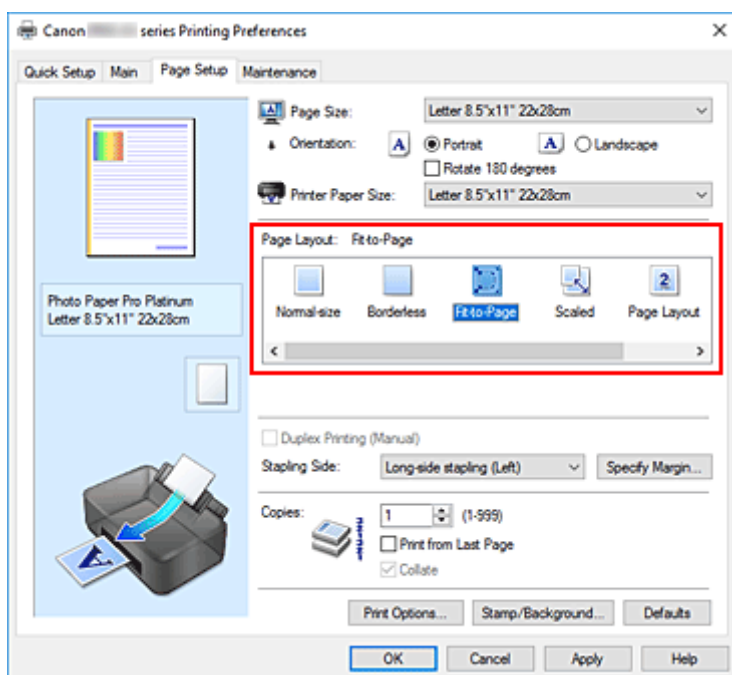 Canon series Printing Preferences
Quick Setup Main Page Setup Maintenance
Page Size: Letter 8.5"x11" 22x28cm
Orientation: A Portrait A Landscape
Rotate 180 degrees
Printer Paper Size: Letter 8.5"x11" 22x28cm
Page Layout: Fit-to-Page
2
Normal-size Borderless Fit-to-Page Scaled Page Layout
Photo Paper Pro Platinum
Letter 8.5"x11" 22x28cm
Duplex Printing (Manual)
Stapling Side: Long-side stapling (Left) Specify Margin...
Copies: 1 (1-999)
Print from Last Page
Collate
A
Print Options... Stamp/Background... Defaults
OK Cancel Apply Help